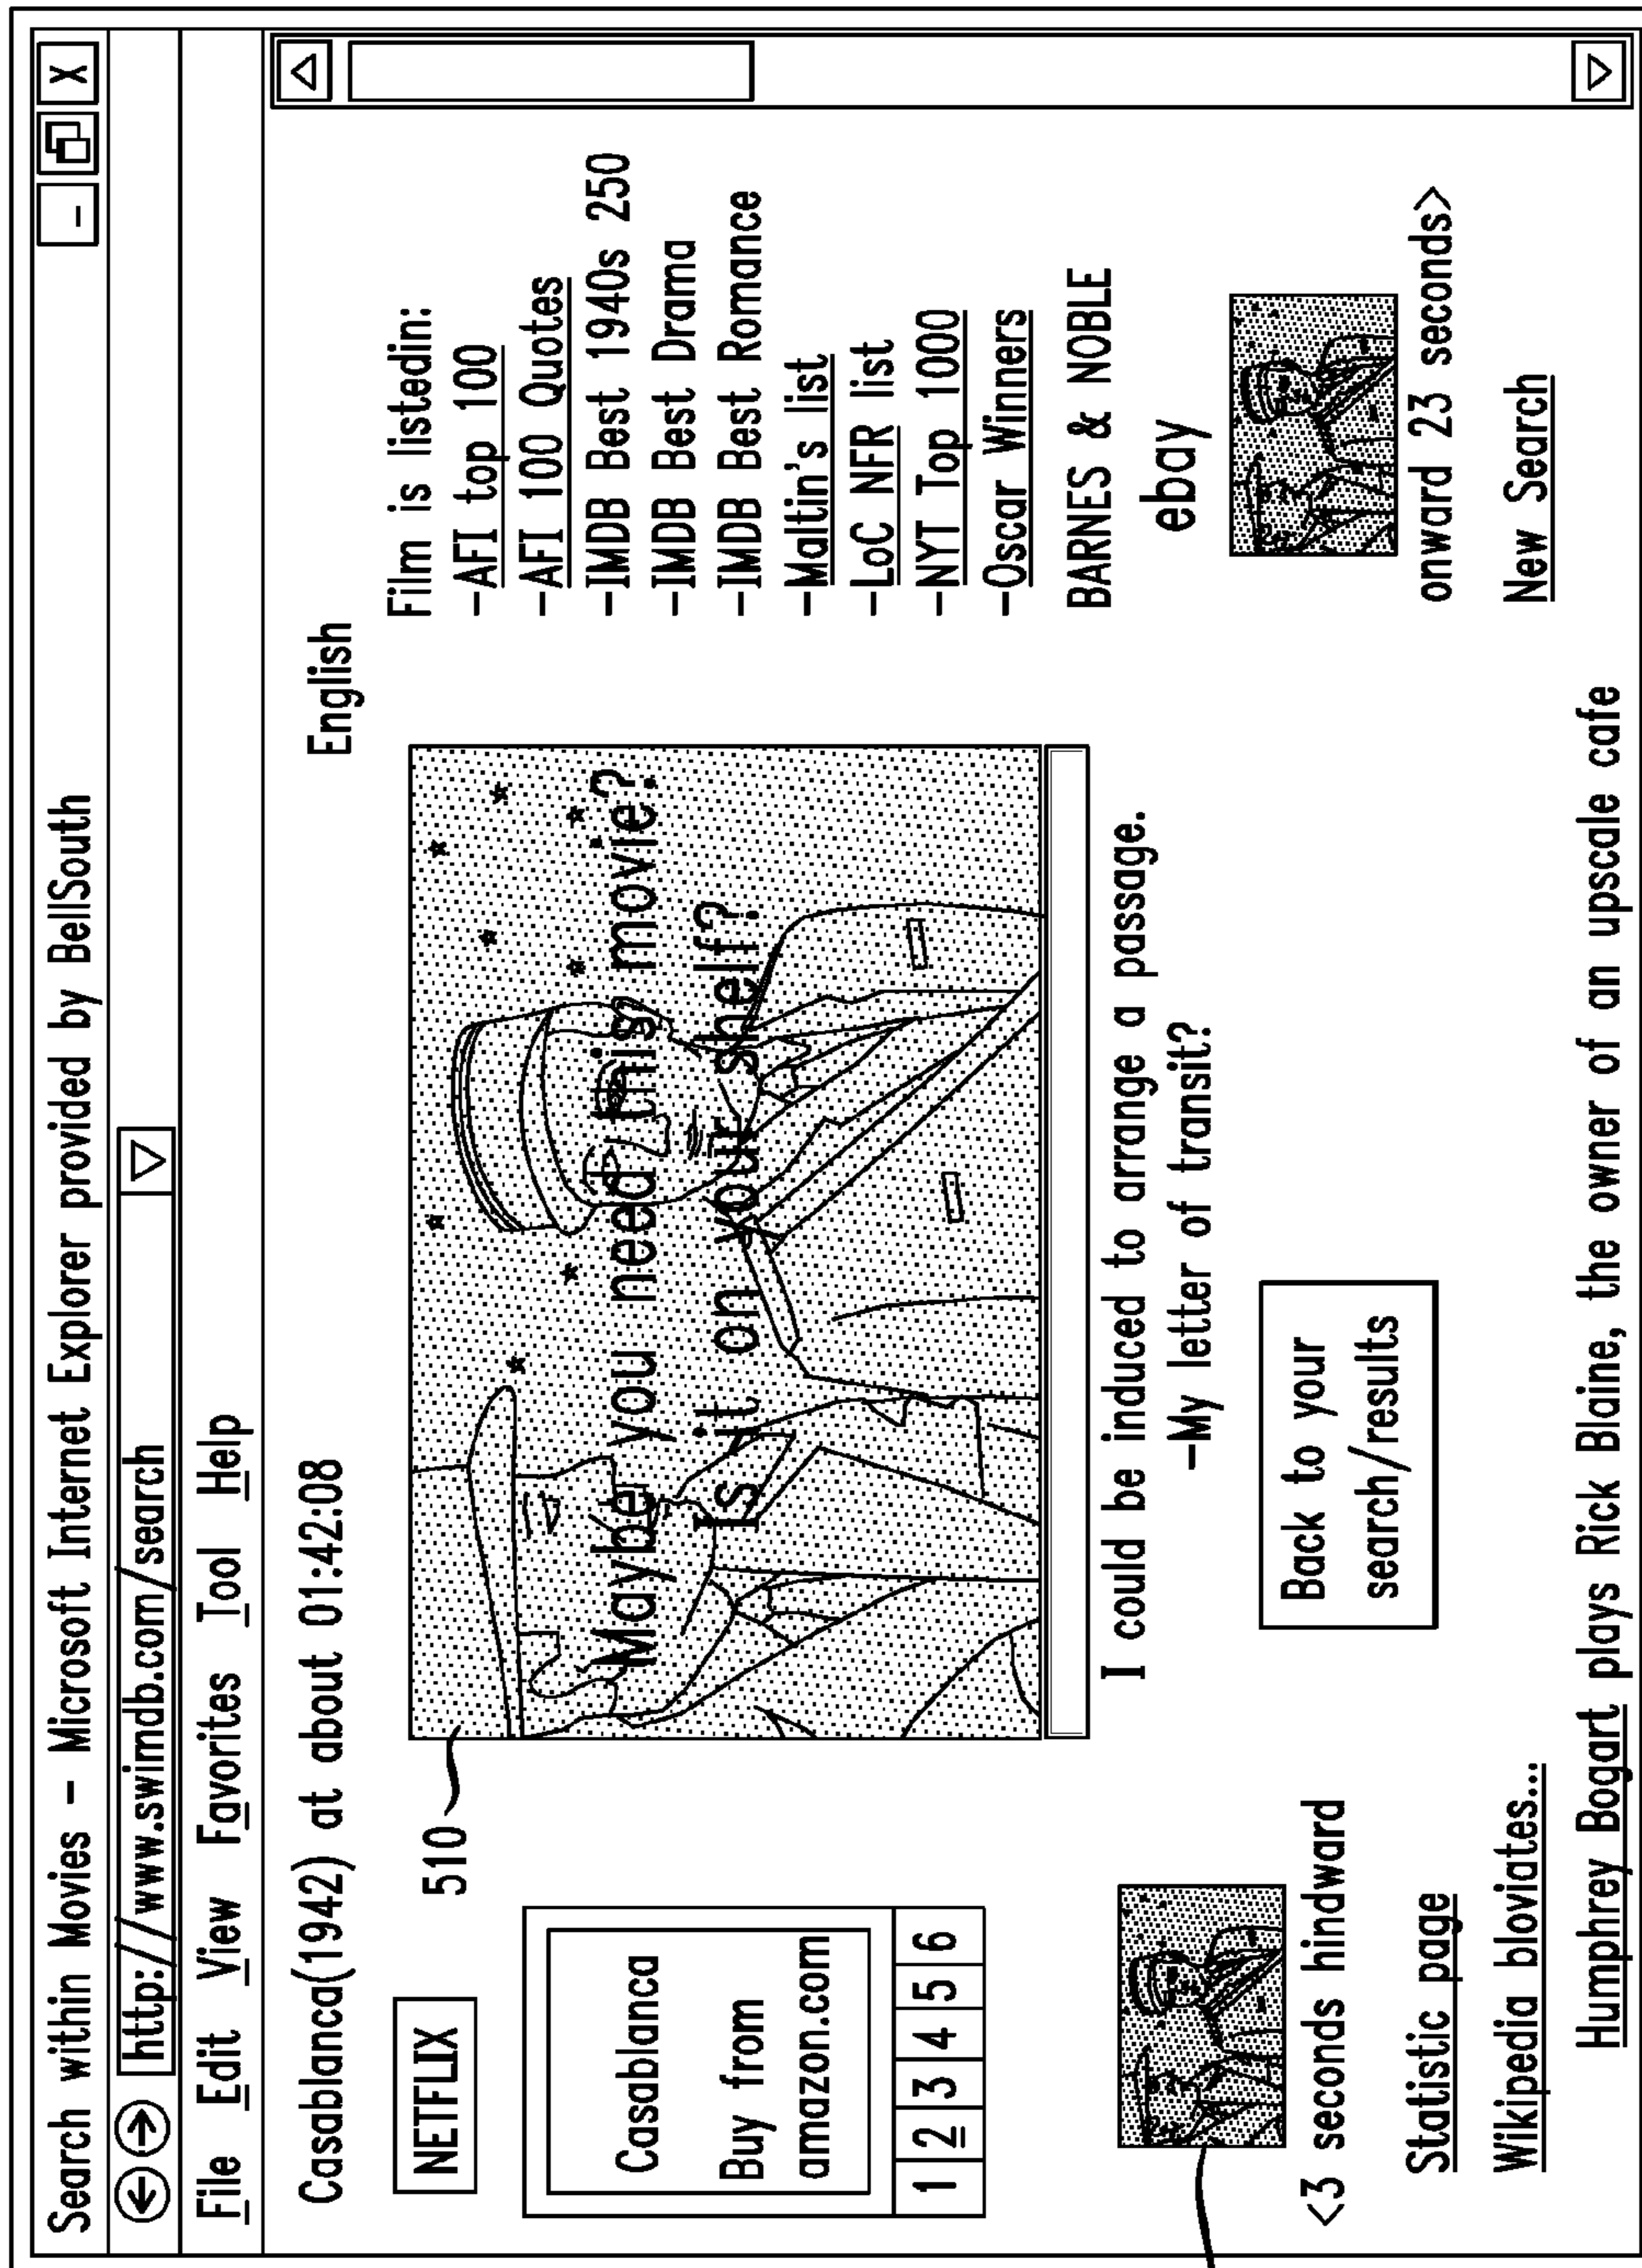 Search within Movies - Microsoft Internet Explorer provided by BellSouth
- X
http://www.swimdb.com/search
File Edit View Favorites Tool Help
Casablanca(1942) at about 01:42:08
English
510
NETFLIX
Casablanca
Buy from
amazon.com
1 2 3 4 5 6
Maybe you need this movie?
Is it on your shelf?
Film is listedin:
-AFI top 100
-AFI 100 Quotes
-IMDB Best 1940s 250
-IMDB Best Drama
-IMDB Best Romance
-Maltin's list
-LoC NFR list
-NYT Top 1000
-Oscar Winners
BARNES & NOBLE
ebay
I could be induced to arrange a passage.
-My letter of transit?
<3 seconds hindward
Back to your
search/results
onward 23 seconds>
Statistic page
New Search
Wikipedia bloviates...
Humphrey Bogart plays Rick Blaine, the owner of an upscale cafe